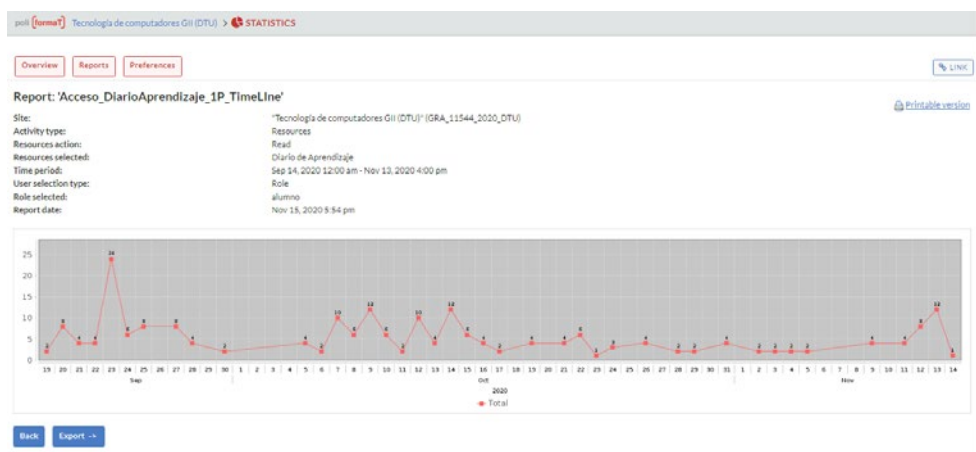 poli [formaT] Tecnología de computadores GII (DTU) > STATISTICS
Overview Reports Preferences
LINK
Report: 'Acceso_DiarioAprendizaje_1P_TimeLIne'
Printable version
Site: "Tecnología de computadores GII (DTU)" (GRA_11544_2020_DTU)
Activity type: Resources
Resources action: Read
Resources selected: Diario de Aprendizaje
Time period: Sep 14, 2020 12:00 am - Nov 13, 2020 4:00 pm
User selection type: Role
Role selected: alumno
Report date: Nov 15, 2020 5:54 pm
25
20
15
10
5
0
19 20 21 22 23 24 25 26 27 28 29 30 1 2 3 4 5 6 7 8 9 10 11 12 13 14 15 16 17 18 19 20 21 22 23 24 25 26 27 28 29 30 31 1 2 3 4 5 6 7 8 9 10 11 12 13 14
Sep Oct Nov
2020
Total
Back Export ->